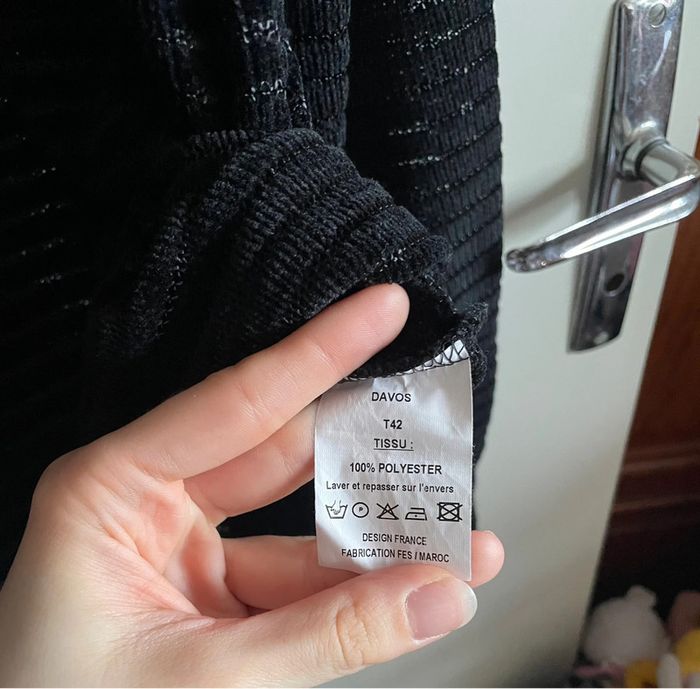 DAVOS
T42
TISSU :
100% POLYESTER
Laver et repasser sur l'envers
P
DESIGN FRANCE
FABRICATION FES / MAROC